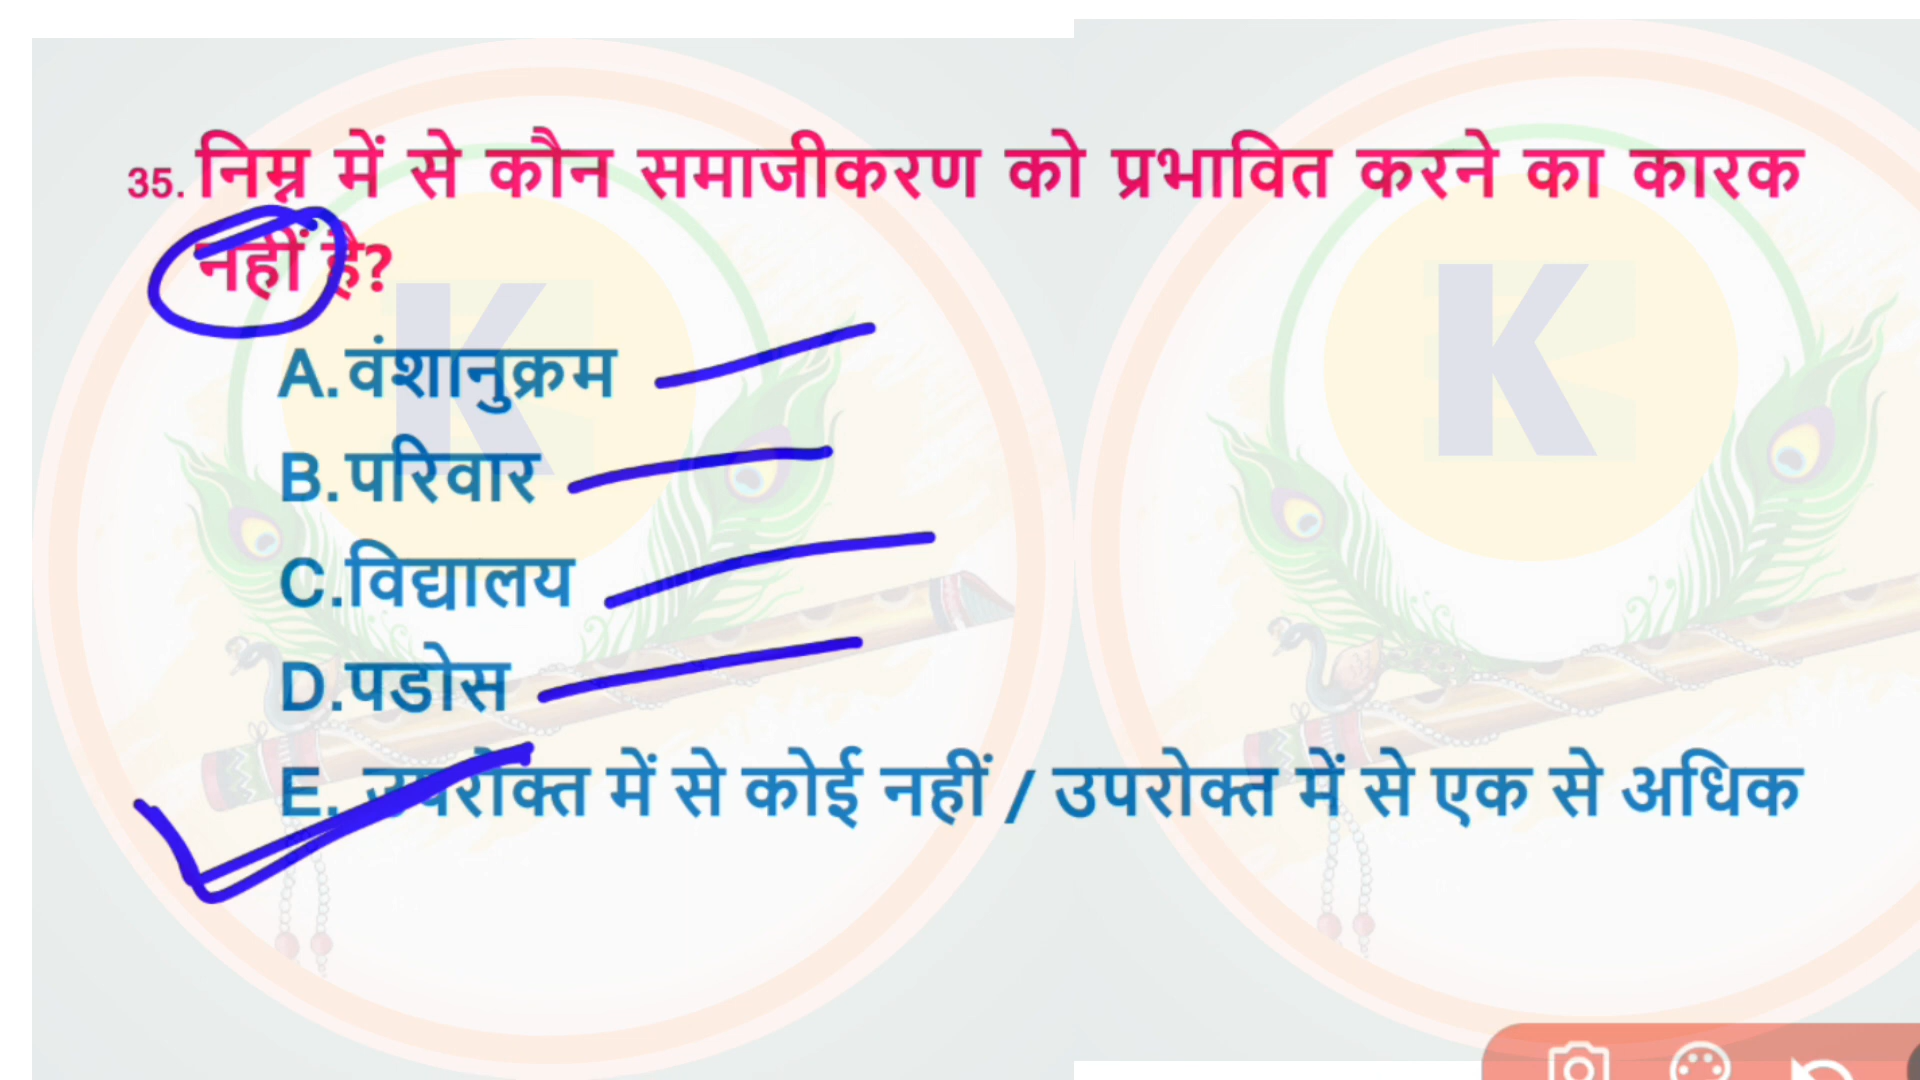 35. निम्न में से कौन समाजीकरण को प्रभावित करने का कारक
नहीं है?
A. वंशानुक्रम
B. परिवार
C. विद्यालय
D. पडोस
E. उपरोक्त में से कोई नहीं / उपरोक्त में से एक से अधिक
K
K